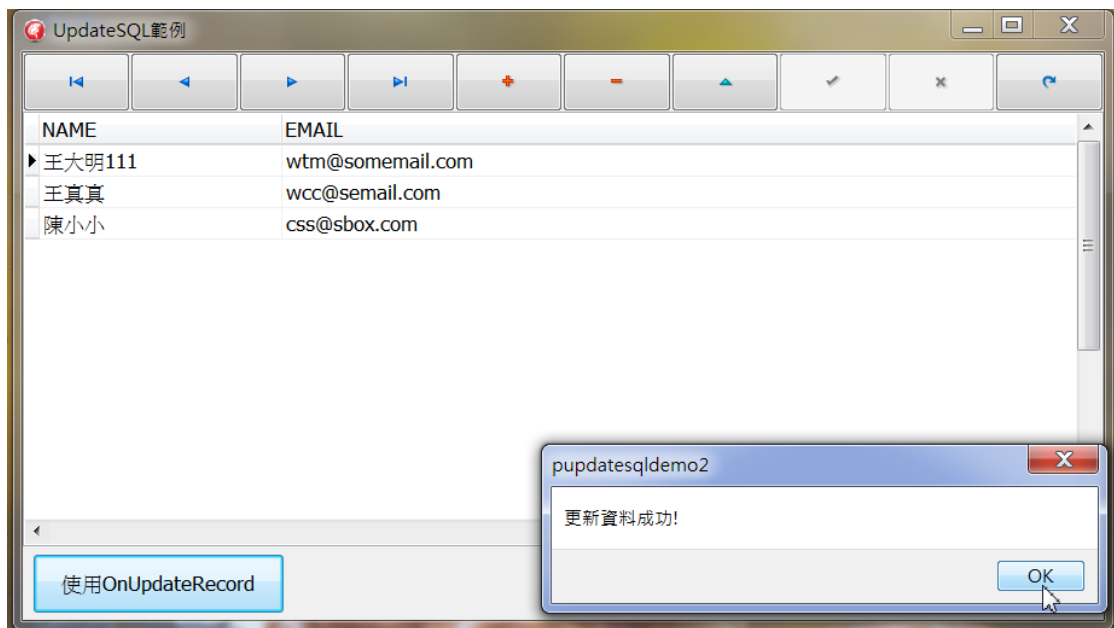 UpdateSQL範例
NAME EMAIL
王大明111 wtm@somemail.com
王真真 wcc@semail.com
陳小小 css@sbox.com
pupdatesqldemo2
更新資料成功!
OK
使用OnUpdateRecord